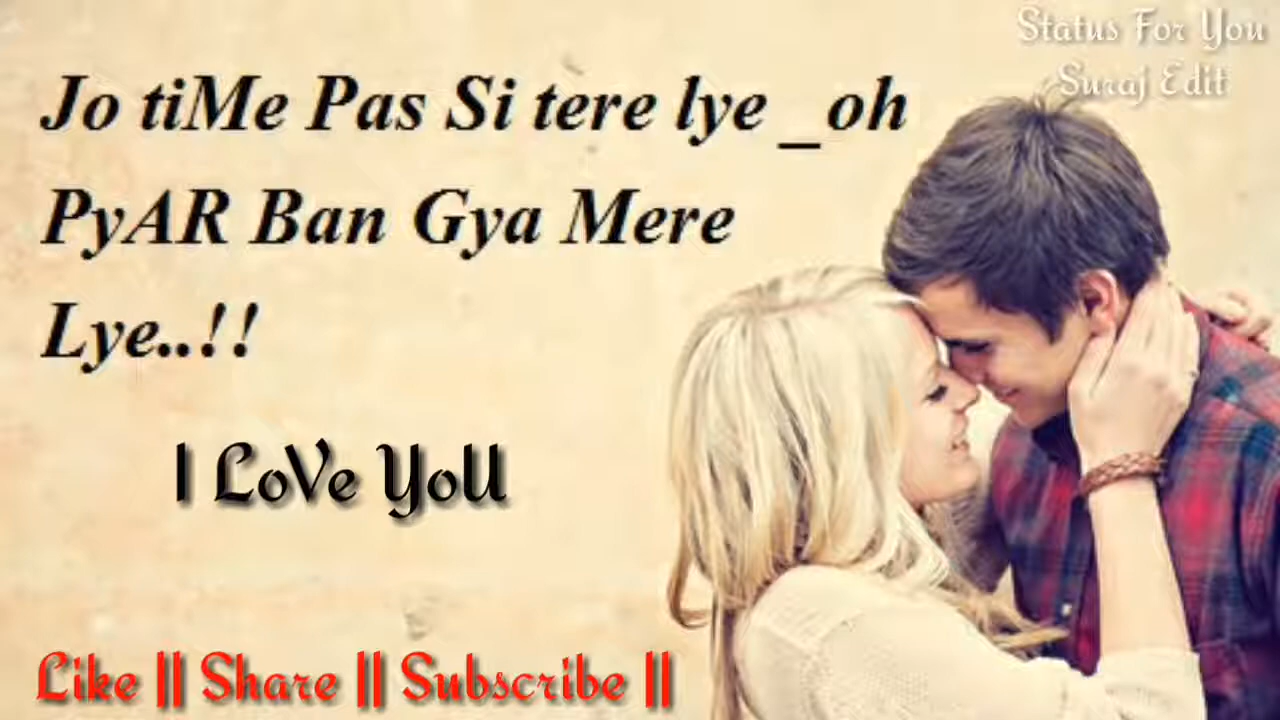 Status For You
Suraj Edit
Jo tiMe Pas Si tere lye _oh
PyAR Ban Gya Mere
Lye..!!
I LoVe YoU
Like || Share || Subscribe ||